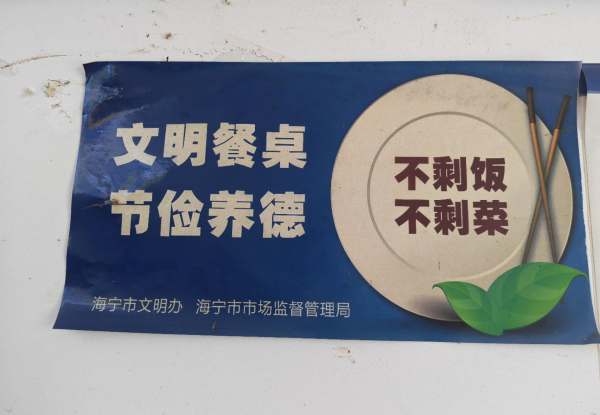 文明餐桌
节俭养德
不剩饭
不剩菜
海宁市文明办 海宁市市场监督管理局